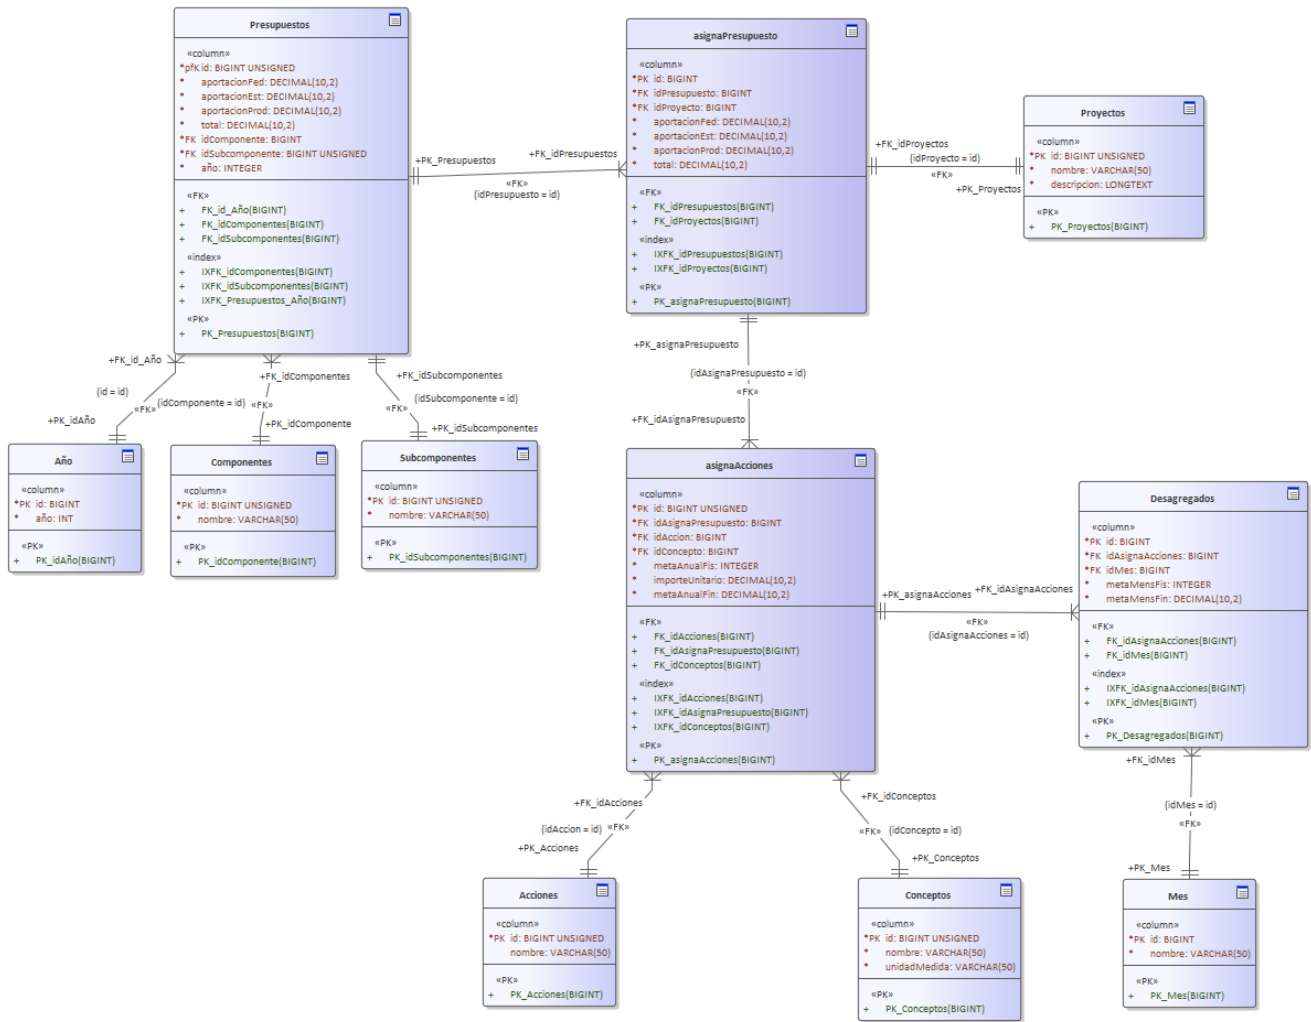 Presupuestos
«column»
*pfK id: BIGINT UNSIGNED
* aportacionFed: DECIMAL(10,2)
* aportacionEst: DECIMAL(10,2)
* aportacionProd: DECIMAL(10,2)
* total: DECIMAL(10,2)
*FK idComponente: BIGINT
*FK idSubcomponente: BIGINT UNSIGNED
* año: INTEGER
«FK»
+ FK_id_Año(BIGINT)
+ FK_idComponentes(BIGINT)
+ FK_idSubcomponentes(BIGINT)
«index»
+ IXFK_idComponentes(BIGINT)
+ IXFK_idSubcomponentes(BIGINT)
+ IXFK_Presupuestos_Año(BIGINT)
«PK»
+ PK_Presupuestos(BIGINT)
+PK_Presupuestos
+FK_idPresupuestos
«FK»
(idPresupuesto = id)
asignaPresupuesto
«column»
*PK id: BIGINT
*FK idPresupuesto: BIGINT
*FK idProyecto: BIGINT
* aportacionFed: DECIMAL(10,2)
* aportacionEst: DECIMAL(10,2)
* aportacionProd: DECIMAL(10,2)
* total: DECIMAL(10,2)
«FK»
+ FK_idPresupuestos(BIGINT)
+ FK_idProyectos(BIGINT)
«index»
+ IXFK_idPresupuestos(BIGINT)
+ IXFK_idProyectos(BIGINT)
«PK»
+ PK_asignaPresupuesto(BIGINT)
+FK_idProyectos
(idProyecto = id)
«FK»
+PK_Proyectos
Proyectos
«column»
*PK id: BIGINT UNSIGNED
* nombre: VARCHAR(50)
* descripcion: LONGTEXT
«PK»
+ PK_Proyectos(BIGINT)
+FK_id_Año
(id = id)
«FK»
+PK_idAño
+FK_idComponentes
(idComponente = id)
«FK»
+PK_idComponente
+FK_idSubcomponentes
(idSubcomponente = id)
«FK»
+PK_idSubcomponentes
Año
«column»
*PK id: BIGINT
* año: INT
«PK»
+ PK_idAño(BIGINT)
Componentes
«column»
*PK id: BIGINT UNSIGNED
* nombre: VARCHAR(50)
«PK»
+ PK_idComponente(BIGINT)
Subcomponentes
«column»
*PK id: BIGINT UNSIGNED
* nombre: VARCHAR(50)
«PK»
+ PK_idSubcomponentes(BIGINT)
+PK_asignaPresupuesto
(idAsignaPresupuesto = id)
«FK»
+FK_idAsignaPresupuesto
asignaAcciones
«column»
*PK id: BIGINT UNSIGNED
*FK idAsignaPresupuesto: BIGINT
*FK idAccion: BIGINT
*FK idConcepto: BIGINT
* metaAnualFis: INTEGER
* importeUnitario: DECIMAL(10,2)
* metaAnualFin: DECIMAL(10,2)
«FK»
+ FK_idAcciones(BIGINT)
+ FK_idAsignaPresupuesto(BIGINT)
+ FK_idConceptos(BIGINT)
«index»
+ IXFK_idAcciones(BIGINT)
+ IXFK_idAsignaPresupuesto(BIGINT)
+ IXFK_idConceptos(BIGINT)
«PK»
+ PK_asignaAcciones(BIGINT)
+PK_asignaAcciones
+FK_idAsignaAcciones
«FK»
(idAsignaAcciones = id)
Desagregados
«column»
*PK id: BIGINT
*FK idAsignaAcciones: BIGINT
*FK idMes: BIGINT
* metaMensFis: INTEGER
* metaMensFin: DECIMAL(10,2)
«FK»
+ FK_idAsignaAcciones(BIGINT)
+ FK_idMes(BIGINT)
«index»
+ IXFK_idAsignaAcciones(BIGINT)
+ IXFK_idMes(BIGINT)
«PK»
+ PK_Desagregados(BIGINT)
+FK_idAcciones
(idAccion = id)
«FK»
+PK_Acciones
+FK_idConceptos
«FK»
(idConcepto = id)
+PK_Conceptos
+FK_idMes
(idMes = id)
«FK»
+PK_Mes
Acciones
«column»
*PK id: BIGINT UNSIGNED
nombre: VARCHAR(50)
«PK»
+ PK_Acciones(BIGINT)
Conceptos
«column»
*PK id: BIGINT UNSIGNED
* nombre: VARCHAR(50)
* unidadMedida: VARCHAR(50)
«PK»
+ PK_Conceptos(BIGINT)
Mes
«column»
*PK id: BIGINT
* nombre: VARCHAR(50)
«PK»
+ PK_Mes(BIGINT)